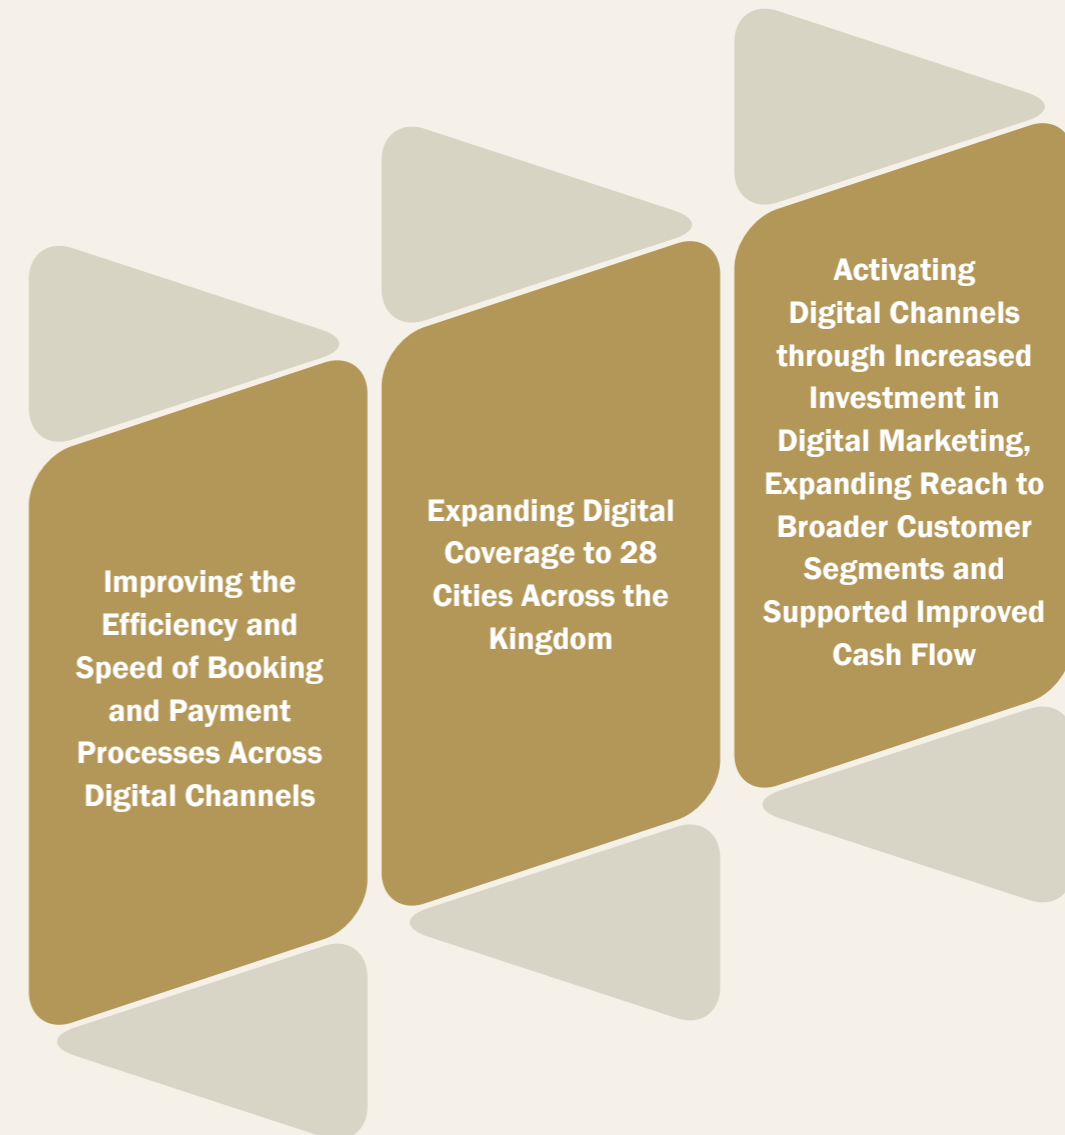 Improving the
Efficiency and
Speed of Booking
and Payment
Processes Across
Digital Channels
Expanding Digital
Coverage to 28
Cities Across the
Kingdom
Activating
Digital Channels
through Increased
Investment in
Digital Marketing,
Expanding Reach to
Broader Customer
Segments and
Supported Improved
Cash Flow